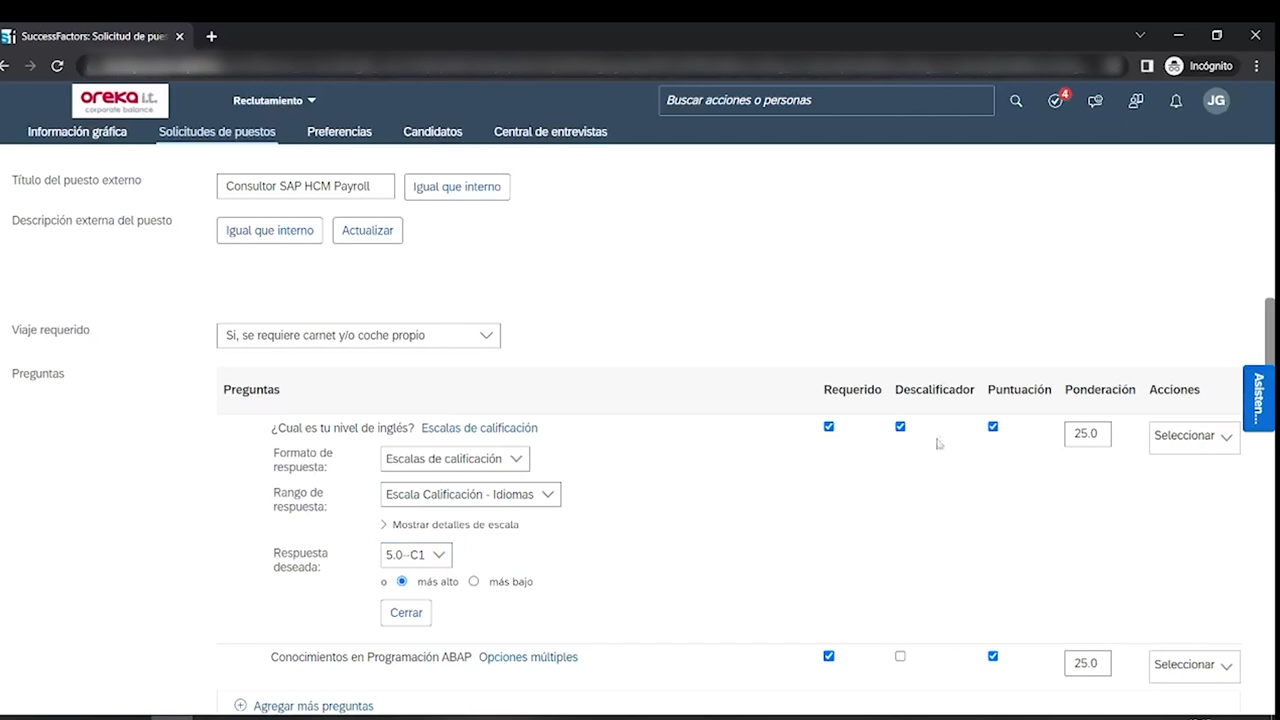 SuccessFactors: Solicitud de pue
Incógnito
oreka i.t.
corporate balance
Reclutamiento
Buscar acciones o personas
4
JG
Información gráfica Solicitudes de puestos Preferencias Candidatos Central de entrevistas
Título del puesto externo
Consultor SAP HCM Payroll
Igual que interno
Descripción externa del puesto
Igual que interno
Actualizar
Viaje requerido
Si, se requiere carnet y/o coche propio
Preguntas
Preguntas Requerido Descalificador Puntuación Ponderación Acciones
Asisten...
¿Cual es tu nivel de inglés? Escalas de calificación
25.0
Seleccionar
Formato de
respuesta:
Escalas de calificación
Rango de
respuesta:
Escala Calificación - Idiomas
Mostrar detalles de escala
Respuesta
deseada:
5.0--C1
o más alto más bajo
Cerrar
Conocimientos en Programación ABAP Opciones múltiples
25.0
Seleccionar
Agregar más preguntas